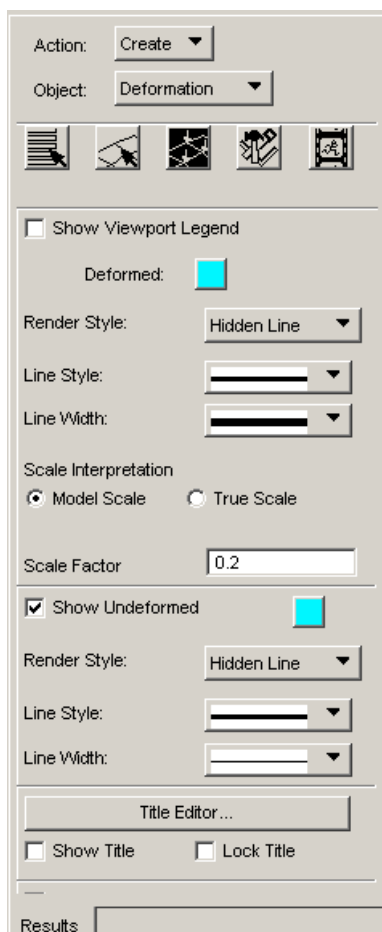 Action: Create
Object: Deformation
Show Viewport Legend
Deformed:
Render Style: Hidden Line
Line Style:
Line Width:
Scale Interpretation
Model Scale True Scale
Scale Factor 0.2
Show Undeformed
Render Style: Hidden Line
Line Style:
Line Width:
Title Editor...
Show Title Lock Title
Results